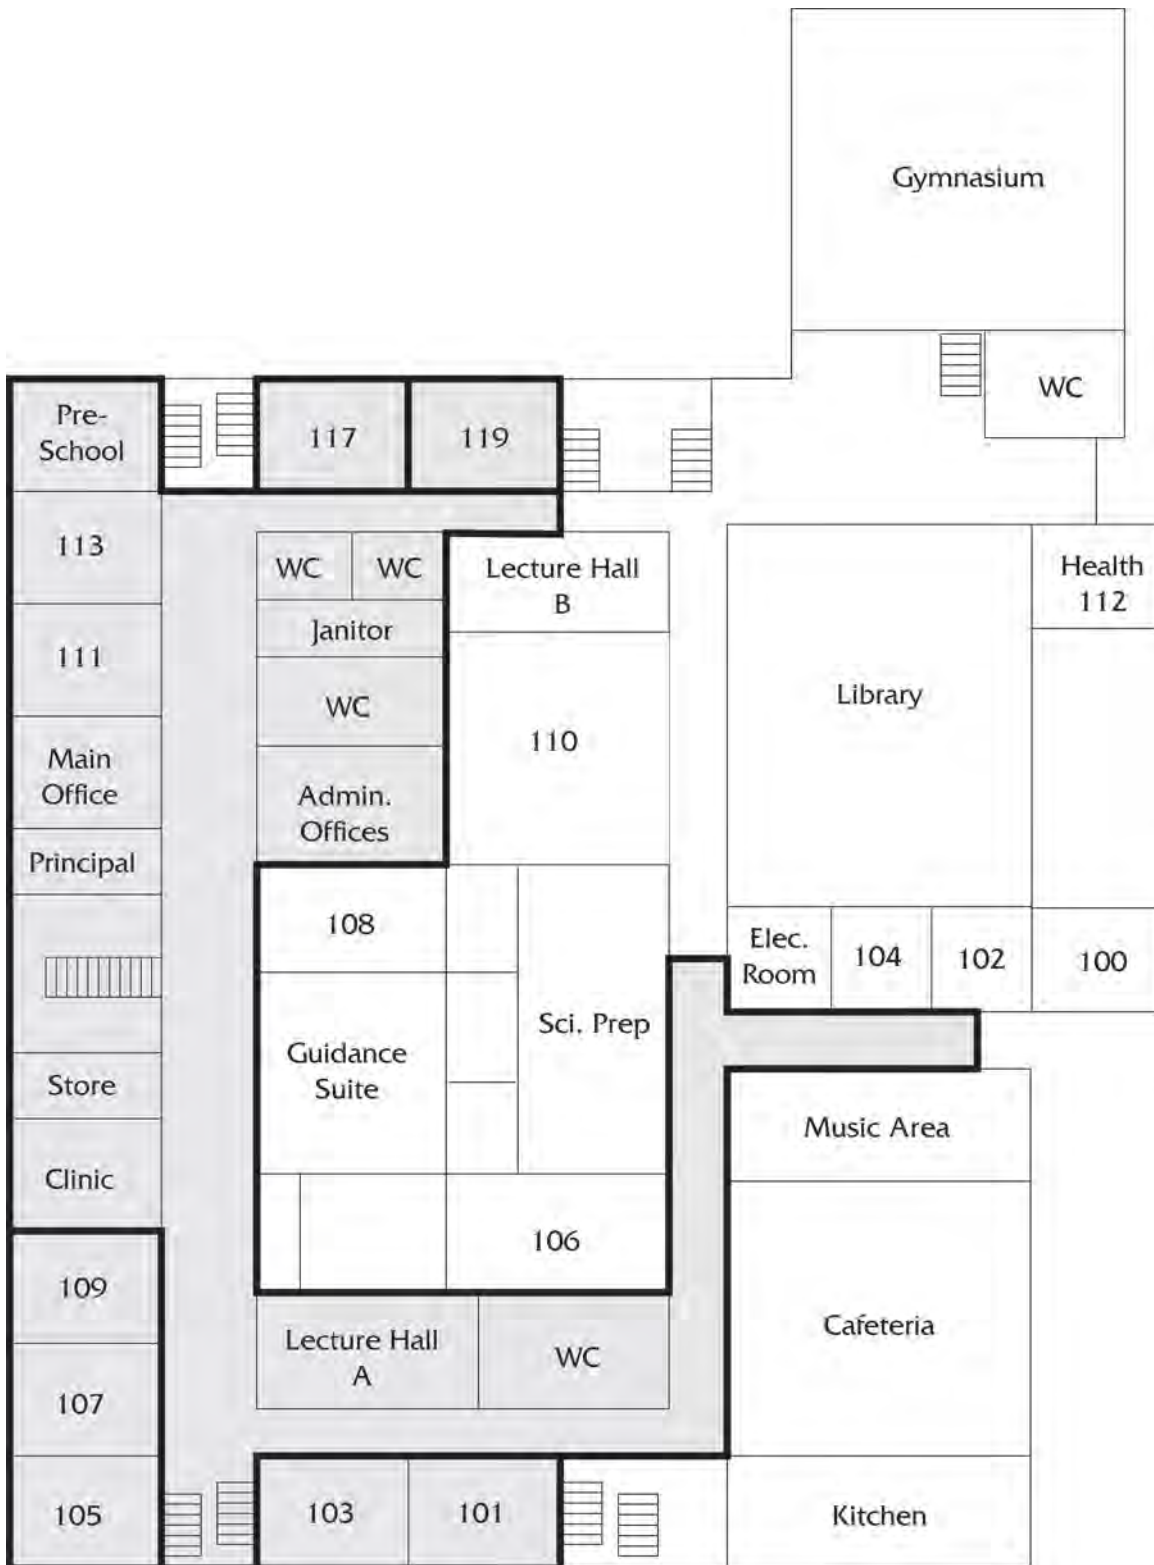 Gymnasium
WC
Pre-
School
117
119
113
WC
WC
Lecture Hall
B
Health
112
Janitor
111
WC
Library
110
Main
Office
Admin.
Offices
Principal
108
Elec.
Room
104
102
100
Sci. Prep
Guidance
Suite
Store
Music Area
Clinic
106
109
Lecture Hall
A
WC
Cafeteria
107
105
103
101
Kitchen